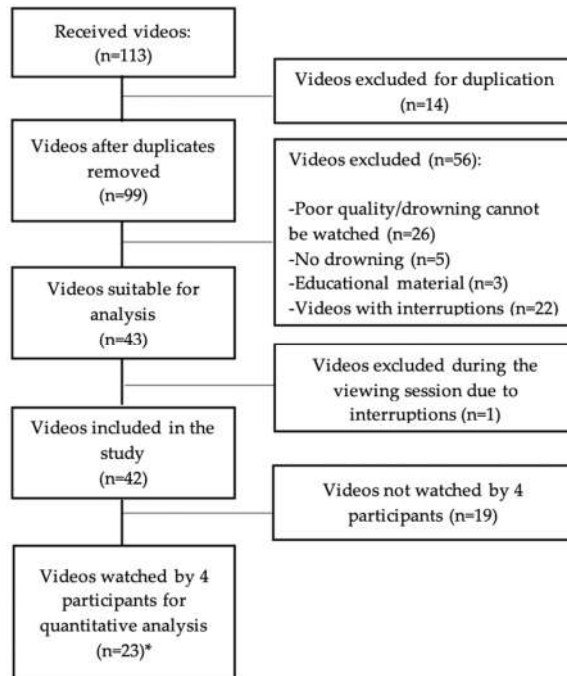 Received videos:
(n=113)
Videos excluded for duplication
(n=14)
Videos after duplicates
removed
(n=99)
Videos excluded (n=56):
-Poor quality/drowning cannot
be watched (n=26)
-No drowning (n=5)
-Educational material (n=3)
-Videos with interruptions (n=22)
Videos suitable for
analysis
(n=43)
Videos excluded during the
viewing session due to
interruptions (n=1)
Videos included in the
study
(n=42)
Videos not watched by 4
participants (n=19)
Videos watched by 4
participants for
quantitative analysis
(n=23)*